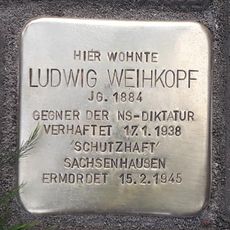 HIER WOHNTE
LUDWIG WEIHKOPF
JG. 1884
GEGNER DER NS-DIKTATUR
VERHAFTET 17.1.1938
'SCHUTZHAFT'
SACHSENHAUSEN
ERMORDET 15.2.1945